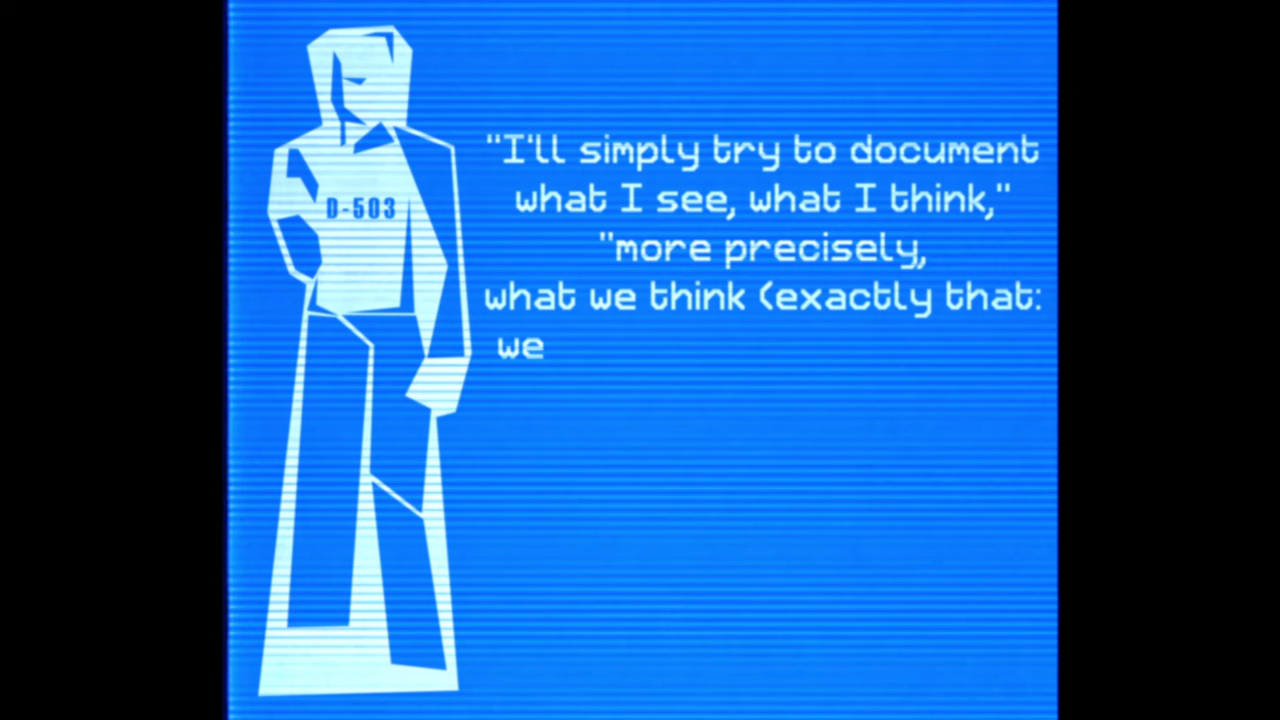 D-503
"I'll simply try to document
what I see, what I think,"
"more precisely,
what we think (exactly that:
we